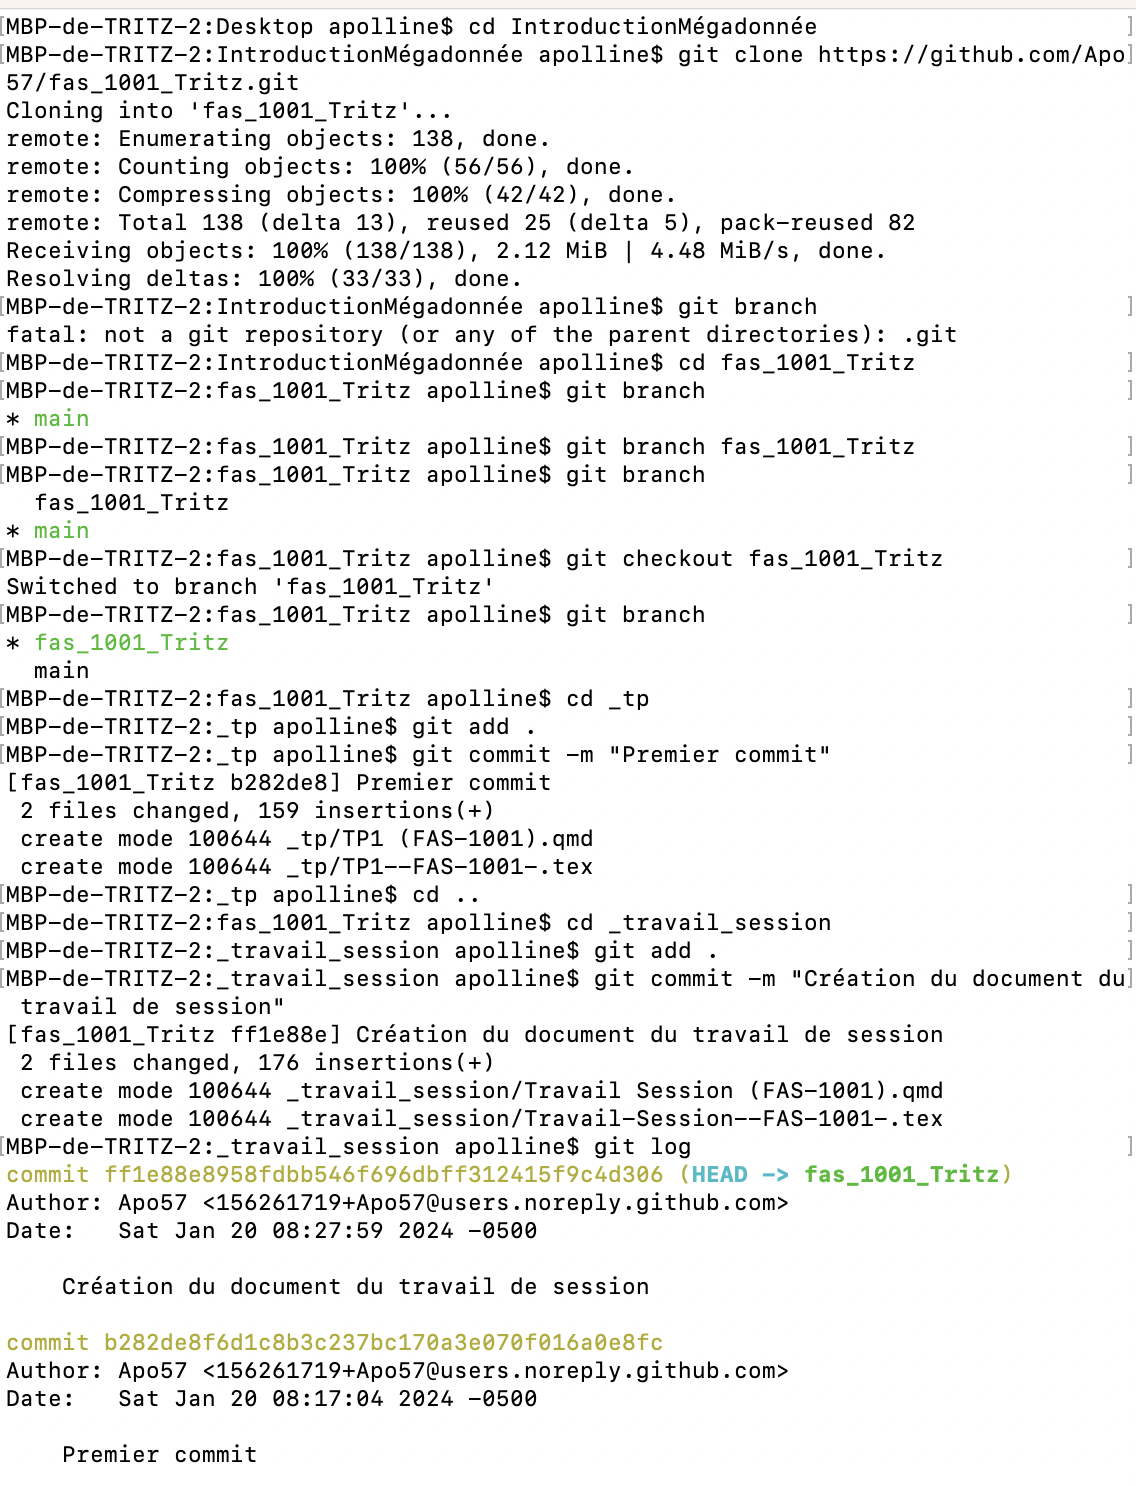 [MBP-de-TRITZ-2:Desktop apolline$ cd IntroductionMégadonnée ]
[MBP-de-TRITZ-2:IntroductionMégadonnée apolline$ git clone https://github.com/Apo]
57/fas_1001_Tritz.git
Cloning into 'fas_1001_Tritz'...
remote: Enumerating objects: 138, done.
remote: Counting objects: 100% (56/56), done.
remote: Compressing objects: 100% (42/42), done.
remote: Total 138 (delta 13), reused 25 (delta 5), pack-reused 82
Receiving objects: 100% (138/138), 2.12 MiB | 4.48 MiB/s, done.
Resolving deltas: 100% (33/33), done.
[MBP-de-TRITZ-2:IntroductionMégadonnée apolline$ git branch ]
fatal: not a git repository (or any of the parent directories): .git
[MBP-de-TRITZ-2:IntroductionMégadonnée apolline$ cd fas_1001_Tritz ]
[MBP-de-TRITZ-2:fas_1001_Tritz apolline$ git branch ]
* main
[MBP-de-TRITZ-2:fas_1001_Tritz apolline$ git branch fas_1001_Tritz ]
[MBP-de-TRITZ-2:fas_1001_Tritz apolline$ git branch ]
  fas_1001_Tritz
* main
[MBP-de-TRITZ-2:fas_1001_Tritz apolline$ git checkout fas_1001_Tritz ]
Switched to branch 'fas_1001_Tritz'
[MBP-de-TRITZ-2:fas_1001_Tritz apolline$ git branch ]
* fas_1001_Tritz
  main
[MBP-de-TRITZ-2:fas_1001_Tritz apolline$ cd _tp ]
[MBP-de-TRITZ-2:_tp apolline$ git add . ]
[MBP-de-TRITZ-2:_tp apolline$ git commit -m "Premier commit" ]
[fas_1001_Tritz b282de8] Premier commit
 2 files changed, 159 insertions(+)
 create mode 100644 _tp/TP1 (FAS-1001).qmd
 create mode 100644 _tp/TP1--FAS-1001-.tex
[MBP-de-TRITZ-2:_tp apolline$ cd .. ]
[MBP-de-TRITZ-2:fas_1001_Tritz apolline$ cd _travail_session ]
[MBP-de-TRITZ-2:_travail_session apolline$ git add . ]
[MBP-de-TRITZ-2:_travail_session apolline$ git commit -m "Création du document du]
 travail de session"
[fas_1001_Tritz ff1e88e] Création du document du travail de session
 2 files changed, 176 insertions(+)
 create mode 100644 _travail_session/Travail Session (FAS-1001).qmd
 create mode 100644 _travail_session/Travail-Session--FAS-1001-.tex
[MBP-de-TRITZ-2:_travail_session apolline$ git log ]
commit ff1e88e8958fdbb546f696dbff312415f9c4d306 (HEAD -> fas_1001_Tritz)
Author: Apo57 <156261719+Apo57@users.noreply.github.com>
Date:   Sat Jan 20 08:27:59 2024 -0500
    Création du document du travail de session
commit b282de8f6d1c8b3c237bc170a3e070f016a0e8fc
Author: Apo57 <156261719+Apo57@users.noreply.github.com>
Date:   Sat Jan 20 08:17:04 2024 -0500
    Premier commit